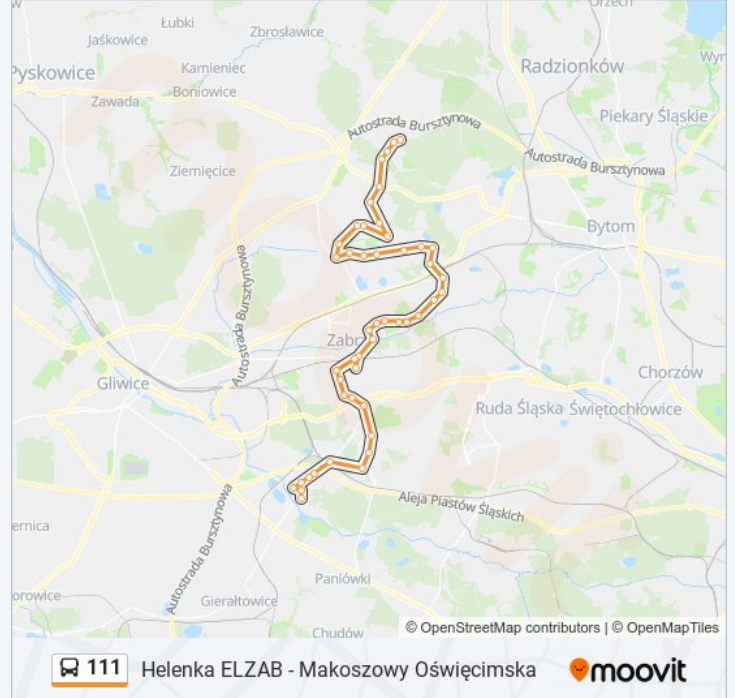 w
Łubki
Orzech
Jaśkowice
Zbrosławice
Pyskowice
Kamieniec
Radzionków
Wyr
Boniowice
Zawada
Autostrada Bursztynowa
Piekary Śląskie
Ziemięcice
Autostrada Bursztynowa
Bytom
Autostrada Bursztynowa
Zabrz
Gliwice
Chorzów
Ruda Śląska
Świętochłowice
Autostrada Bursztynowa
Aleja Piastów Śląskich
ernica
Paniówki
orowice
Gierałtowice
Chudów
© OpenStreetMap contributors | © OpenMapTiles
111 Helenka ELZAB - Makoszowy Oświęcimska moovit